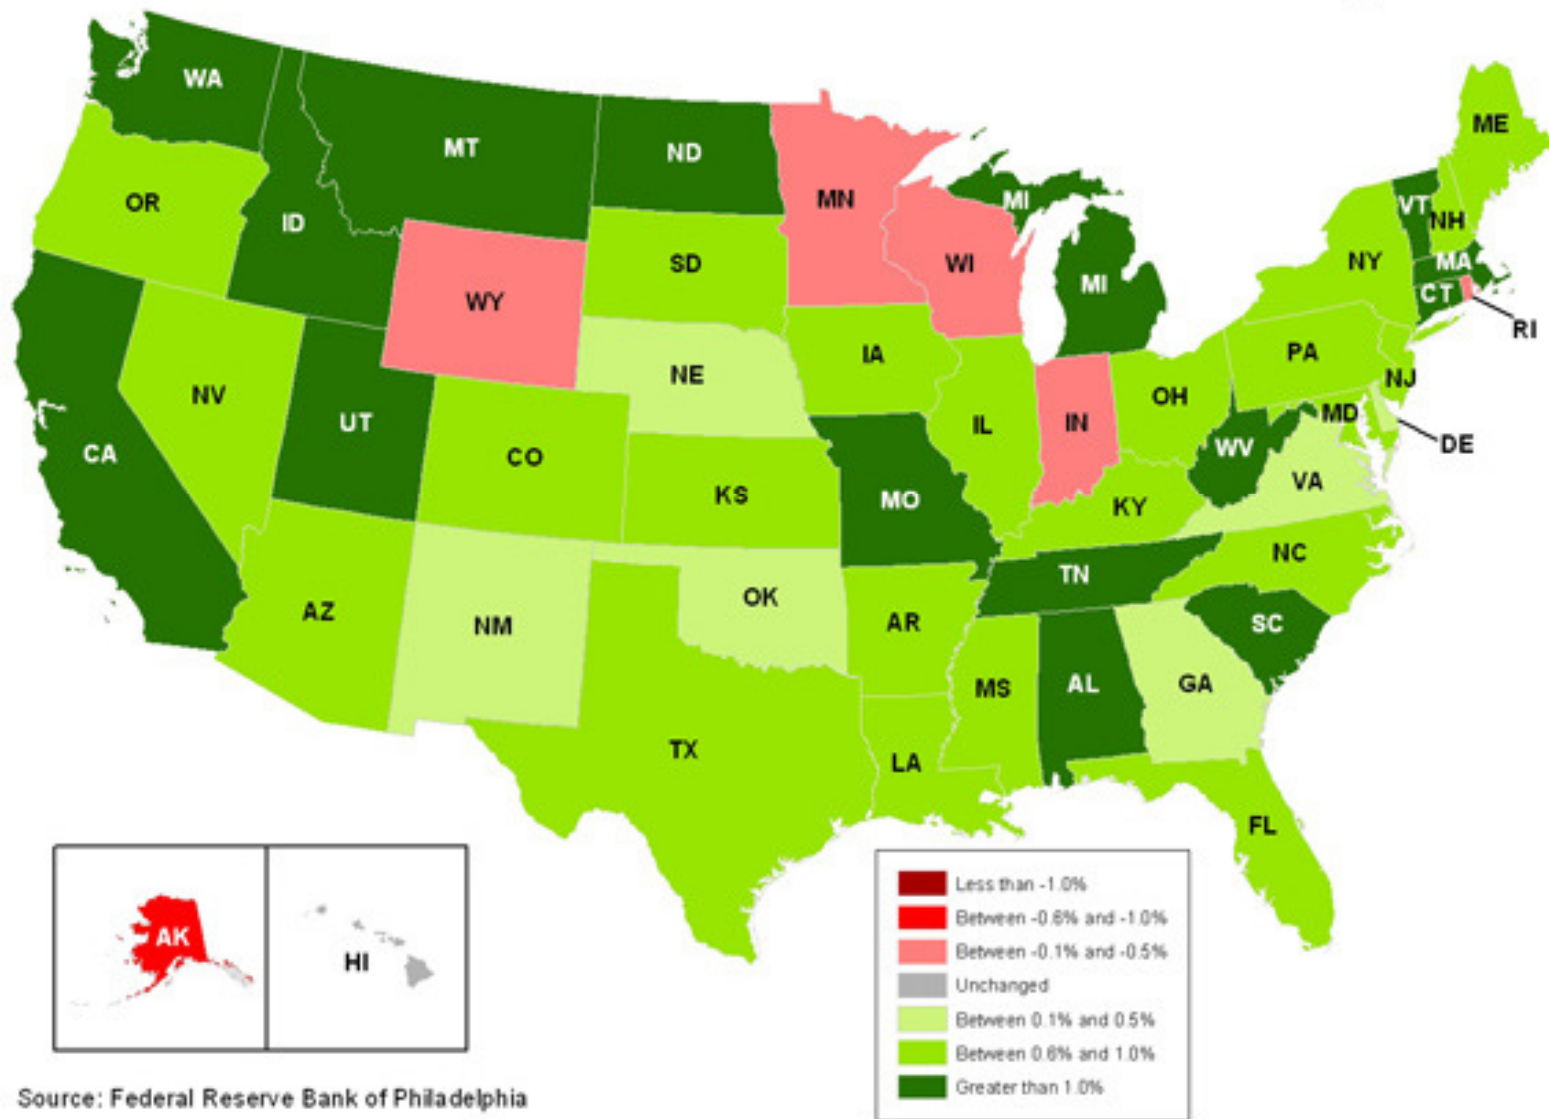 WA
MT
ND
ME
OR
ID
MN
MI
VT
NH
SD
WI
NY
MA
WY
MI
CT
RI
IA
PA
NE
NJ
NV
UT
OH
IL
IN
MD
CA
CO
WV
DE
KS
MO
VA
KY
NC
TN
AZ
NM
OK
AR
SC
MS
AL
GA
TX
LA
FL
AK
HI
Less than -1.0%
Between -0.6% and -1.0%
Between -0.1% and -0.5%
Unchanged
Between 0.1% and 0.5%
Between 0.6% and 1.0%
Greater than 1.0%
Source: Federal Reserve Bank of Philadelphia